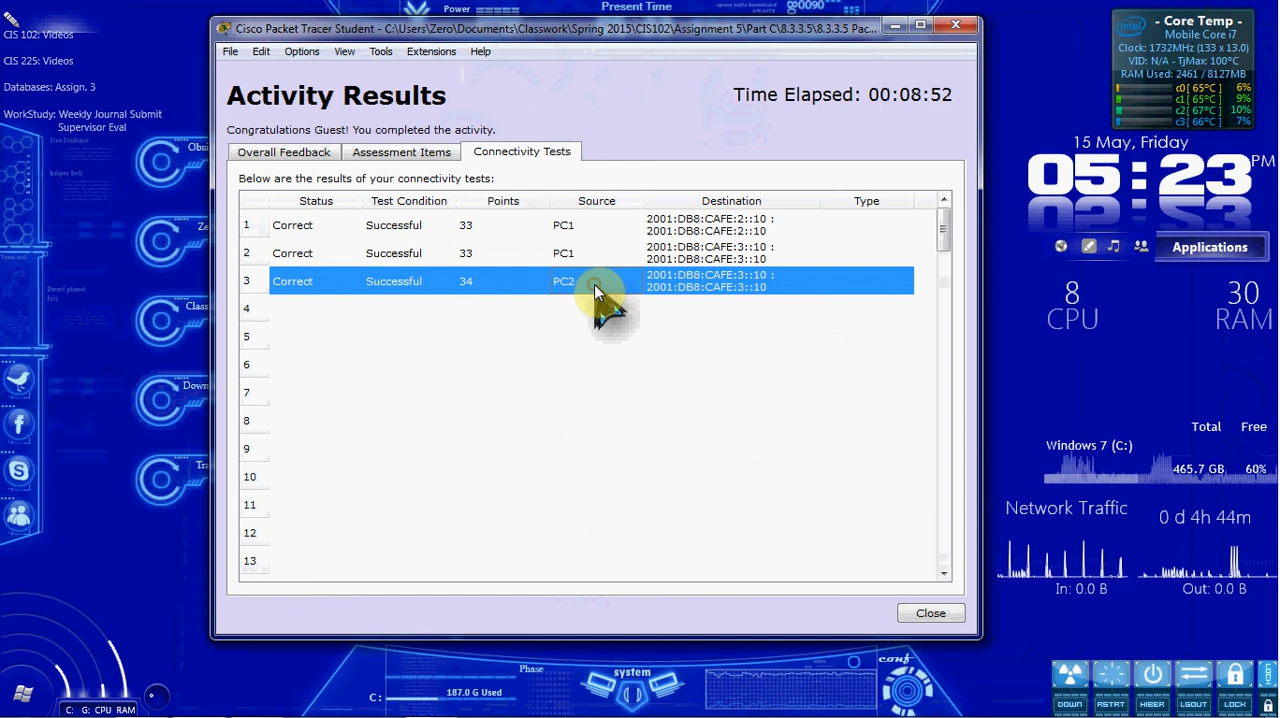 Power
Present Time
CIS 102: Videos
CIS 225: Videos
Databases: Assign. 3
WorkStudy: Weekly Journal Submit
Supervisor Eval
Cisco Packet Tracer Student - C:\Users\Zero\Documents\Classwork\Spring 2015\CIS102\Assignment 5\Part C\8.3.3.5\8.3.3.5 Pac...
File Edit Options View Tools Extensions Help
Activity Results
Time Elapsed: 00:08:52
Congratulations Guest! You completed the activity.
Overall Feedback Assessment Items Connectivity Tests
Below are the results of your connectivity tests:
Status Test Condition Points Source Destination Type
1 Correct Successful 33 PC1 2001:DB8:CAFE:2::10 :
2001:DB8:CAFE:2::10
2 Correct Successful 33 PC1 2001:DB8:CAFE:3::10 :
2001:DB8:CAFE:3::10
3 Correct Successful 34 PC2 2001:DB8:CAFE:3::10 :
2001:DB8:CAFE:3::10
4
5
6
7
8
9
10
11
12
13
Close
- Core Temp -
Mobile Core i7
Clock: 1732MHz (133 x 13.0)
VID: N/A - TjMax: 100°C
RAM Used: 2461 / 8127MB
c0[ 65°C ] 6%
c1[ 65°C ] 9%
c2[ 67°C ] 10%
c3[ 66°C ] 7%
15 May, Friday
05:23 PM
Applications
8 30
CPU RAM
Total Free
Windows 7 (C:)
465.7 GB 60%
Network Traffic 0 d 4h 44m
In: 0.0 B Out: 0.0 B
DOWN RSTRT HIBER LGOUT LOCK
Phase
system
conf
C: 187.0 G Used
C: G: CPU RAM